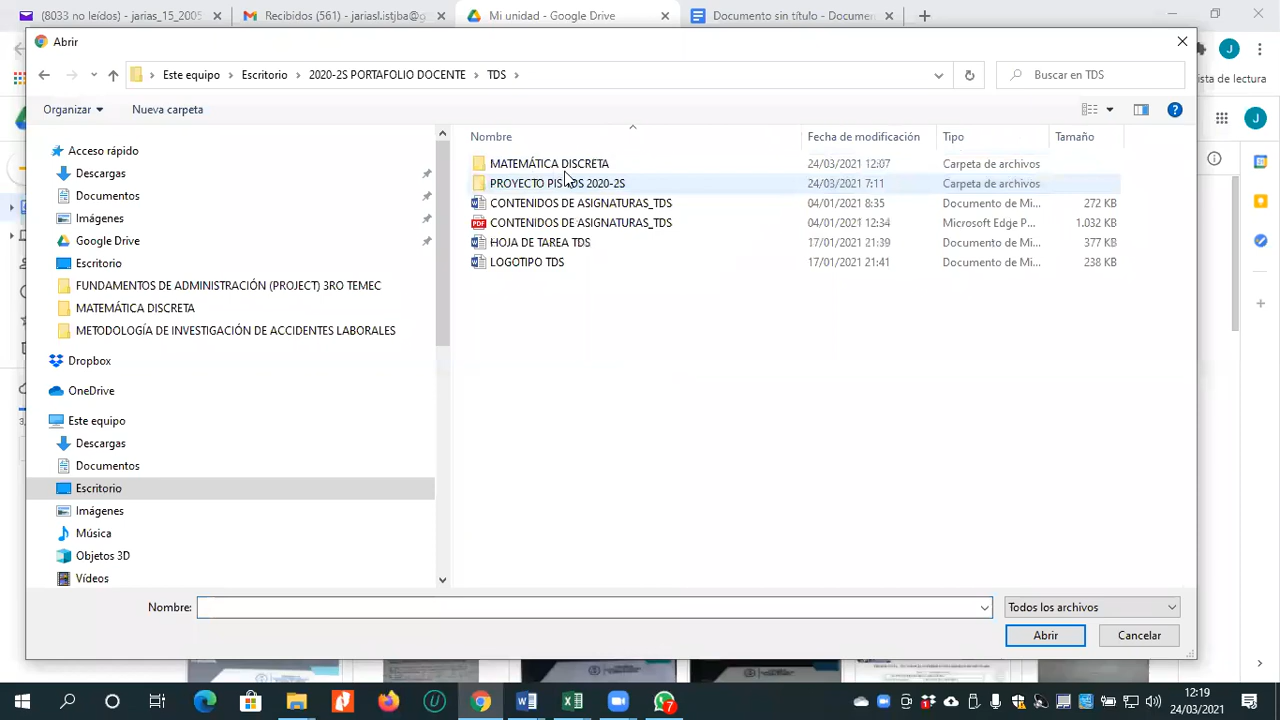 (8033 no leídos) - jarias_15_2005 ×
Recibidos (561) - jariasl.istjba@g ×
Mi unidad - Google Drive ×
Documento sin título - Documen ×
Abrir
Este equipo > Escritorio > 2020-2S PORTAFOLIO DOCENTE > TDS >
Buscar en TDS
J
ista de lectura
Organizar
Nueva carpeta
J
Nombre Fecha de modificación Tipo Tamaño
MATEMÁTICA DISCRETA 24/03/2021 12:07 Carpeta de archivos
24/03/2021 7:11 Carpeta de archivos
PROYECTO 2020-2S
CONTENIDOS DE ASIGNATURAS_TDS 04/01/2021 8:35 Documento de Mi... 272 KB
CONTENIDOS DE ASIGNATURAS_TDS 04/01/2021 12:34 Microsoft Edge P... 1.032 KB
HOJA DE TAREA TDS 17/01/2021 21:39 Documento de Mi... 377 KB
LOGOTIPO TDS 17/01/2021 21:41 Documento de Mi... 238 KB
Acceso rápido
Descargas
Documentos
Imágenes
Google Drive
Escritorio
FUNDAMENTOS DE ADMINISTRACIÓN (PROJECT) 3RO TEMEC
MATEMÁTICA DISCRETA
METODOLOGÍA DE INVESTIGACIÓN DE ACCIDENTES LABORALES
Dropbox
OneDrive
Este equipo
Descargas
Documentos
Escritorio
Imágenes
Música
Objetos 3D
Vídeos
Nombre:
Todos los archivos
Abrir
Cancelar
7
12:19
24/03/2021